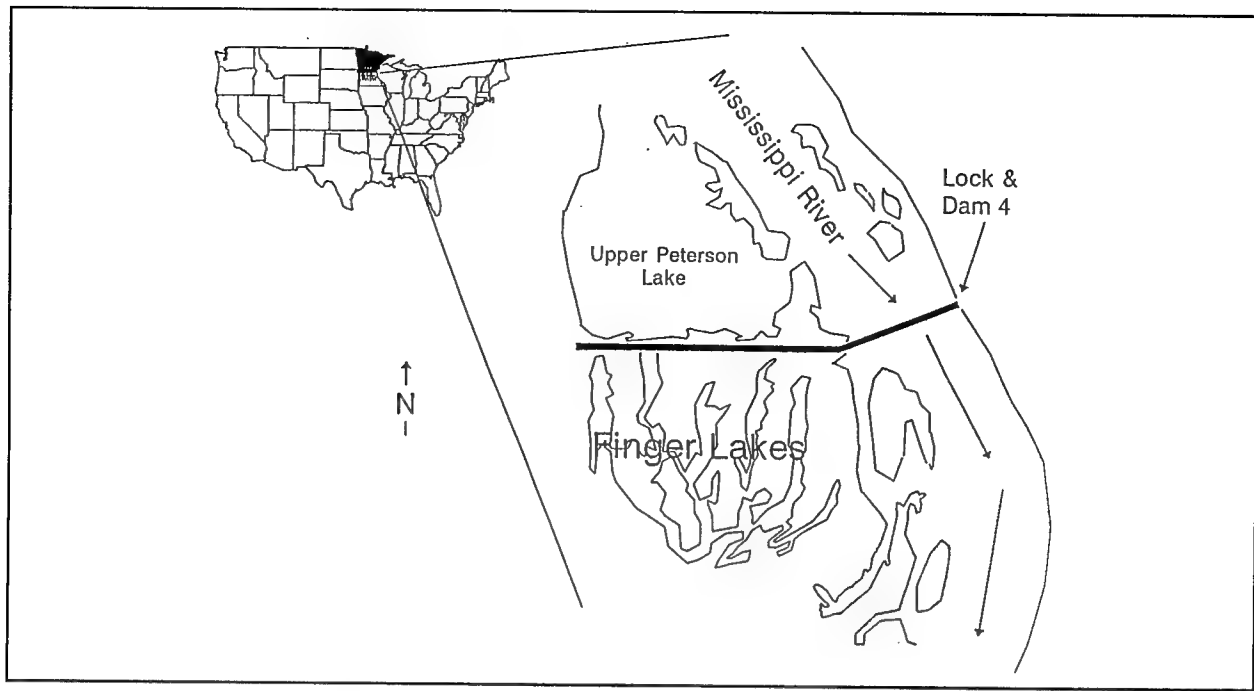 Mississippi River
Lock &
Dam 4
Upper Peterson
Lake
N
Finger Lakes